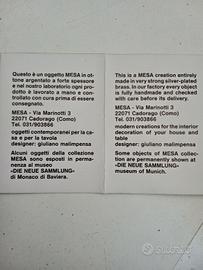 Questo è un oggetto MESA in ot-
tone argentato a forte spessore
e nel nostro laboratorio ogni pro-
dotto è lavorato a mano e con-
trollato con cura prima di essere
consegnato.
MESA - Via Marinotti 3
22071 Cadorago (Como)
Tel. 031/903866
oggetti contemporanei per la ca-
sa e per la tavola
designer: giuliano malimpensa
Alcuni oggetti della collezione
MESA sono esposti in perma-
nenza al museo
«DIE NEUE SAMMLUNG»
di Monaco di Baviera.
This is a MESA creation entirely
made in very strong silver-plated
brass. In our factory every object
is fully handmade and checked
with care before its delivery.
MESA - Via Marinotti 3
22071 Cadorago (Como)
Tel. 031/903866
modern creations for the interior
decoration of your house and
table
designer: giuliano malimpensa
Some objects of MESA collec-
tion are permanently shown at
«DIE NEUE SAMMLUNG»
museum of Munich.
subito